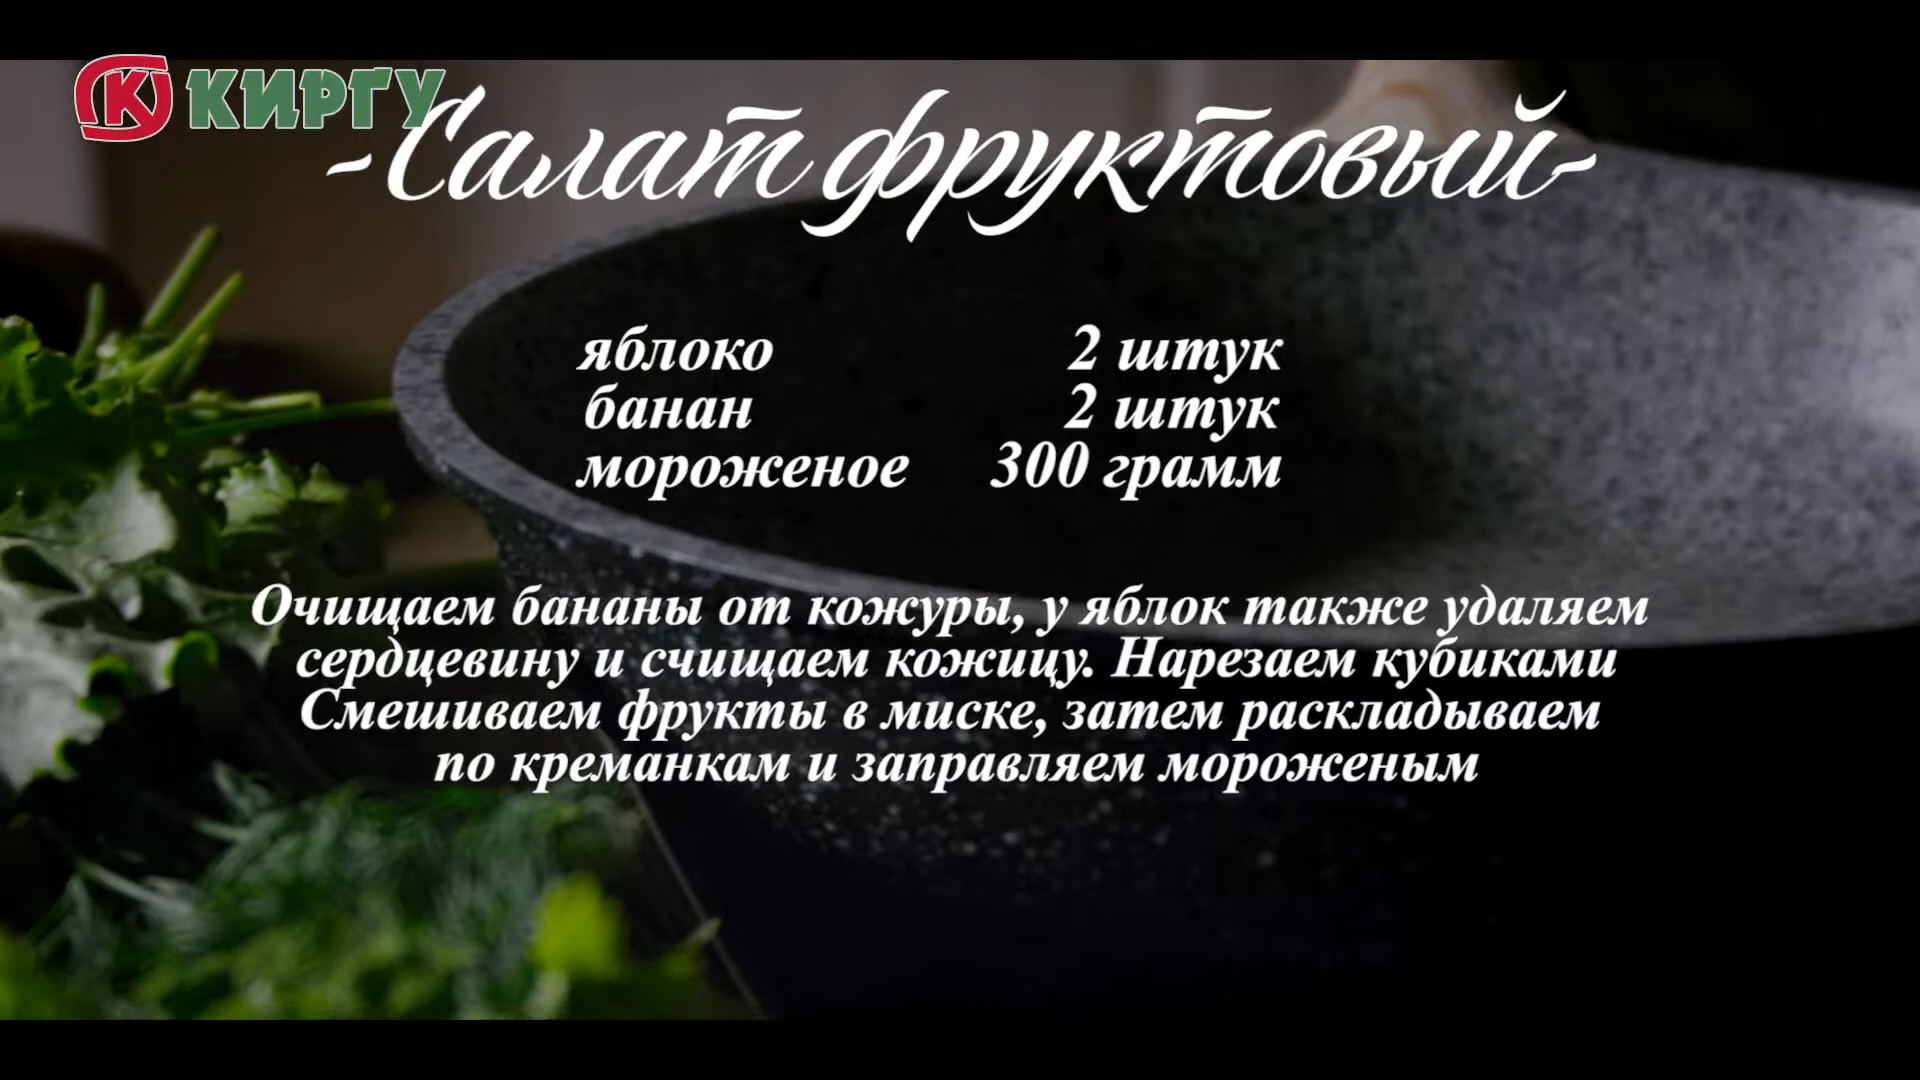 КИРГУ
-Салат фруктовый-
яблоко 2 штук
банан 2 штук
мороженое 300 грамм
Очищаем бананы от кожуры, у яблок также удаляем
сердцевину и счищаем кожицу. Нарезаем кубиками
Смешиваем фрукты в миске, затем раскладываем
по креманкам и заправляем мороженым